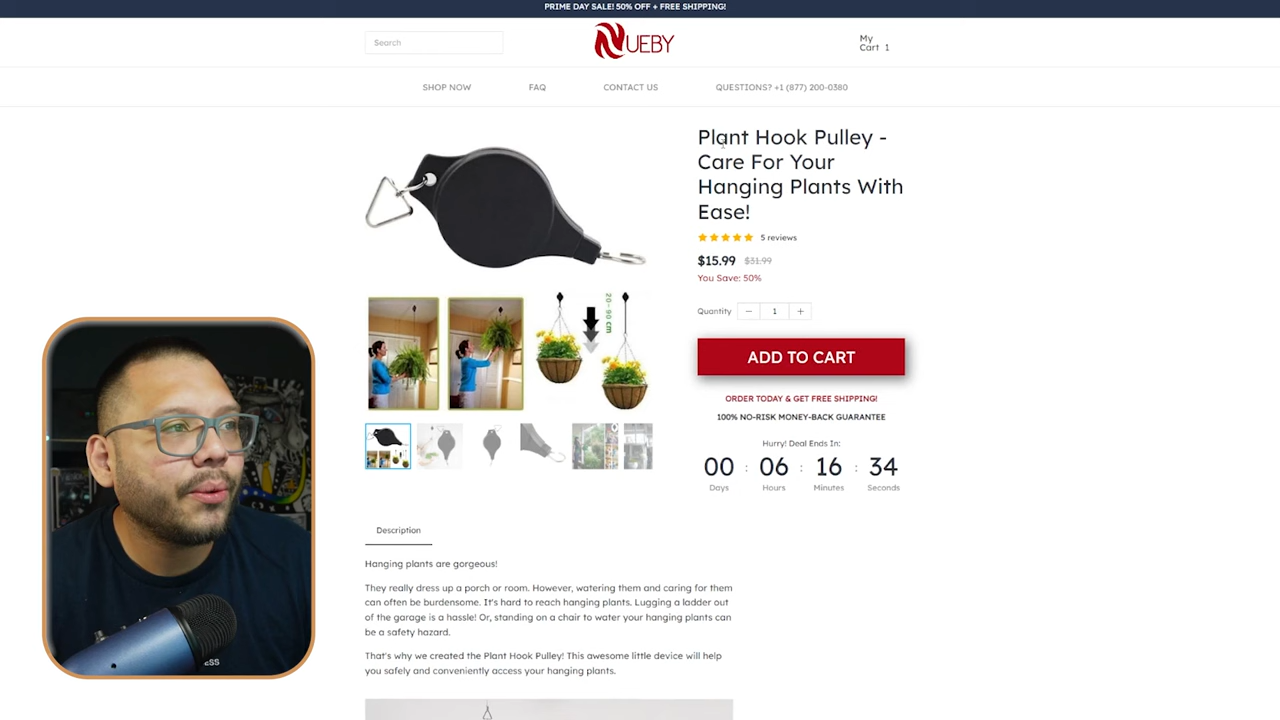 PRIME DAY SALE! 50% OFF + FREE SHIPPING!
Search
NUEBY
My
Cart 1
SHOP NOW
FAQ
CONTACT US
QUESTIONS? +1 (877) 200-0380
Plant Hook Pulley -
Care For Your
Hanging Plants With
Ease!
5 reviews
$15.99 $31.99
You Save: 50%
Quantity − 1 +
ADD TO CART
ORDER TODAY & GET FREE SHIPPING!
100% NO-RISK MONEY-BACK GUARANTEE
Hurry! Deal Ends In:
00 : 06 : 16 : 34
Days Hours Minutes Seconds
20-90 cm
Description
Hanging plants are gorgeous!
They really dress up a porch or room. However, watering them and caring for them
can often be burdensome. It's hard to reach hanging plants. Lugging a ladder out
of the garage is a hassle! Or, standing on a chair to water your hanging plants can
be a safety hazard.
That's why we created the Plant Hook Pulley! This awesome little device will help
you safely and conveniently access your hanging plants.
ESS